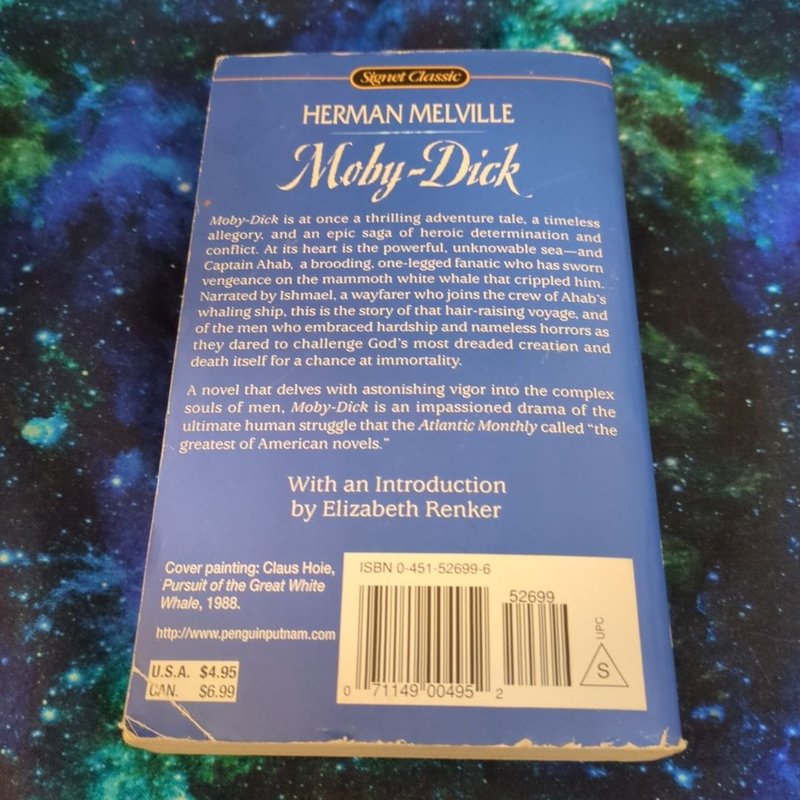 Signet Classic
HERMAN MELVILLE
Moby-Dick
Moby-Dick is at once a thrilling adventure tale, a timeless
allegory, and an epic saga of heroic determination and
conflict. At its heart is the powerful, unknowable sea—and
Captain Ahab, a brooding, one-legged fanatic who has sworn
vengeance on the mammoth white whale that crippled him.
Narrated by Ishmael, a wayfarer who joins the crew of Ahab's
whaling ship, this is the story of that hair-raising voyage, and
of the men who embraced hardship and nameless horrors as
they dared to challenge God's most dreaded creation and
death itself for a chance at immortality.
A novel that delves with astonishing vigor into the complex
souls of men, Moby-Dick is an impassioned drama of the
ultimate human struggle that the Atlantic Monthly called "the
greatest of American novels."
With an Introduction
by Elizabeth Renker
Cover painting: Claus Hoie,
Pursuit of the Great White
Whale, 1988.
http://www.penguinputnam.com
U.S.A. $4.95
CAN. $6.99
ISBN 0-451-52699-6
52699
0 71149 00495 2
UPC
S